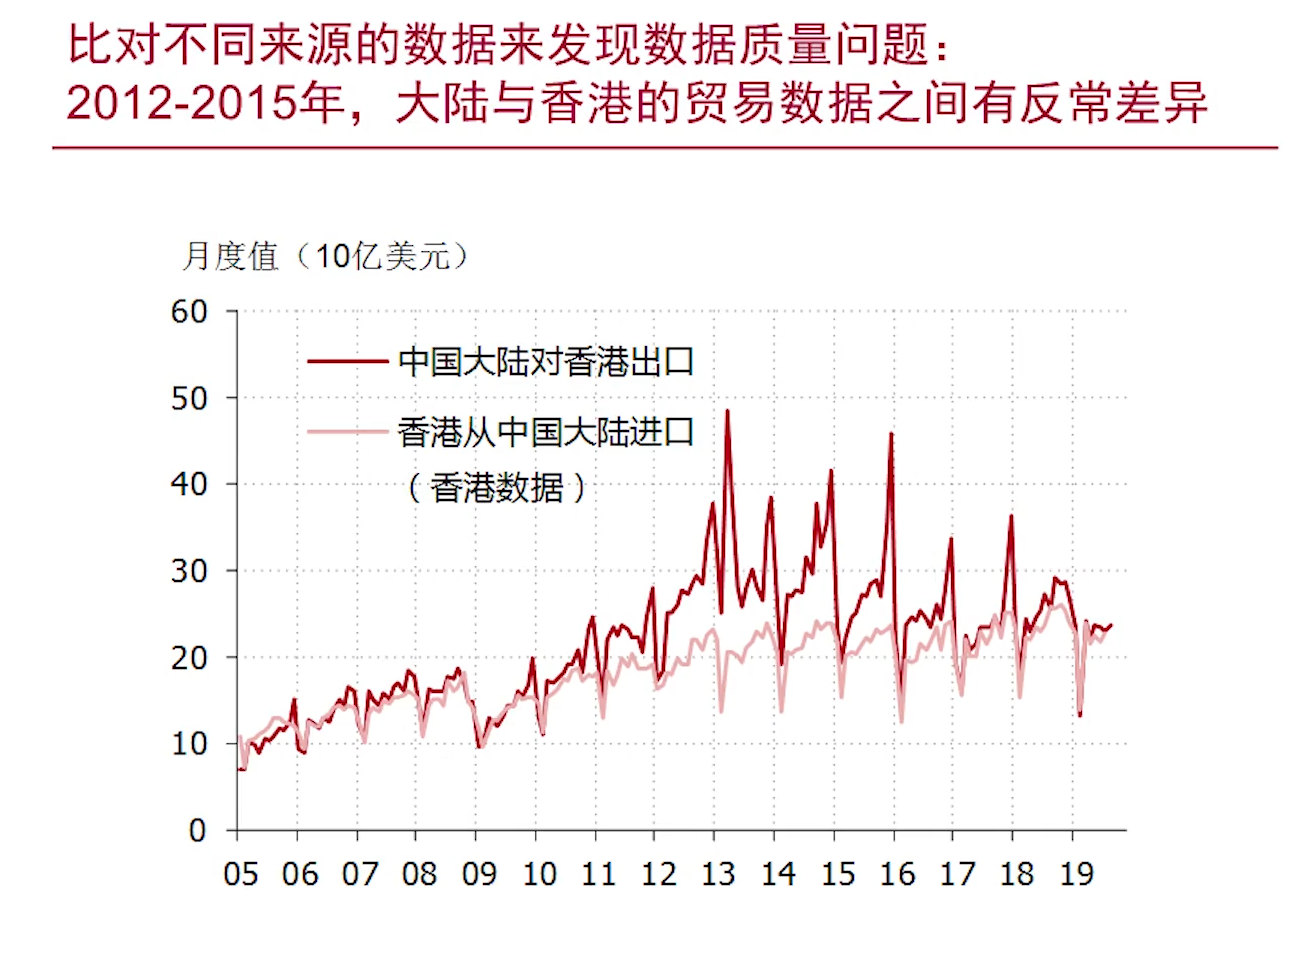 比对不同来源的数据来发现数据质量问题：
2012-2015年，大陆与香港的贸易数据之间有反常差异
月度值（10亿美元）
60
50
40
30
20
10
0
中国大陆对香港出口
香港从中国大陆进口
（香港数据）
05 06 07 08 09 10 11 12 13 14 15 16 17 18 19